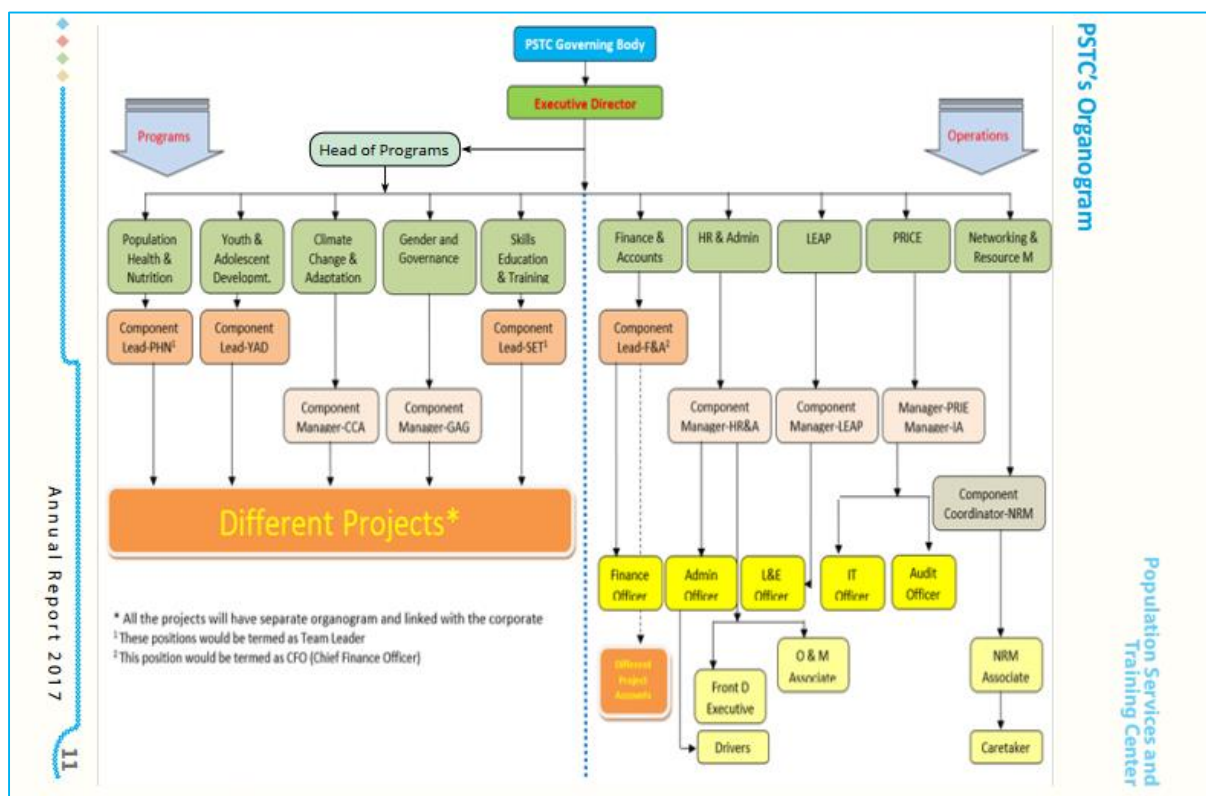 PSTC's Organogram
PSTC Governing Body
Executive Director
Programs
Head of Programs
Operations
Population
Health &
Nutrition
Youth &
Adolescent
Developmt.
Climate
Change &
Adaptation
Gender and
Governance
Skills
Education
& Training
Finance &
Accounts
HR & Admin
LEAP
PRICE
Networking &
Resource M
Component
Lead-PHN¹
Component
Lead-YAD
Component
Lead-SET¹
Component
Lead-F&A²
Component
Manager-CCA
Component
Manager-GAG
Component
Manager-HR&A
Component
Manager-LEAP
Manager-PRIE
Manager-IA
Component
Coordinator-NRM
Different Projects*
Finance
Officer
Admin
Officer
L&E
Officer
IT
Officer
Audit
Officer
* All the projects will have separate organogram and linked with the corporate
¹ These positions would be termed as Team Leader
² This position would be termed as CFO (Chief Finance Officer)
Different
Project
Accounts
Front D
Executive
O & M
Associate
NRM
Associate
Drivers
Caretaker
Annual Report 2017
11
Population Services and
Training Center